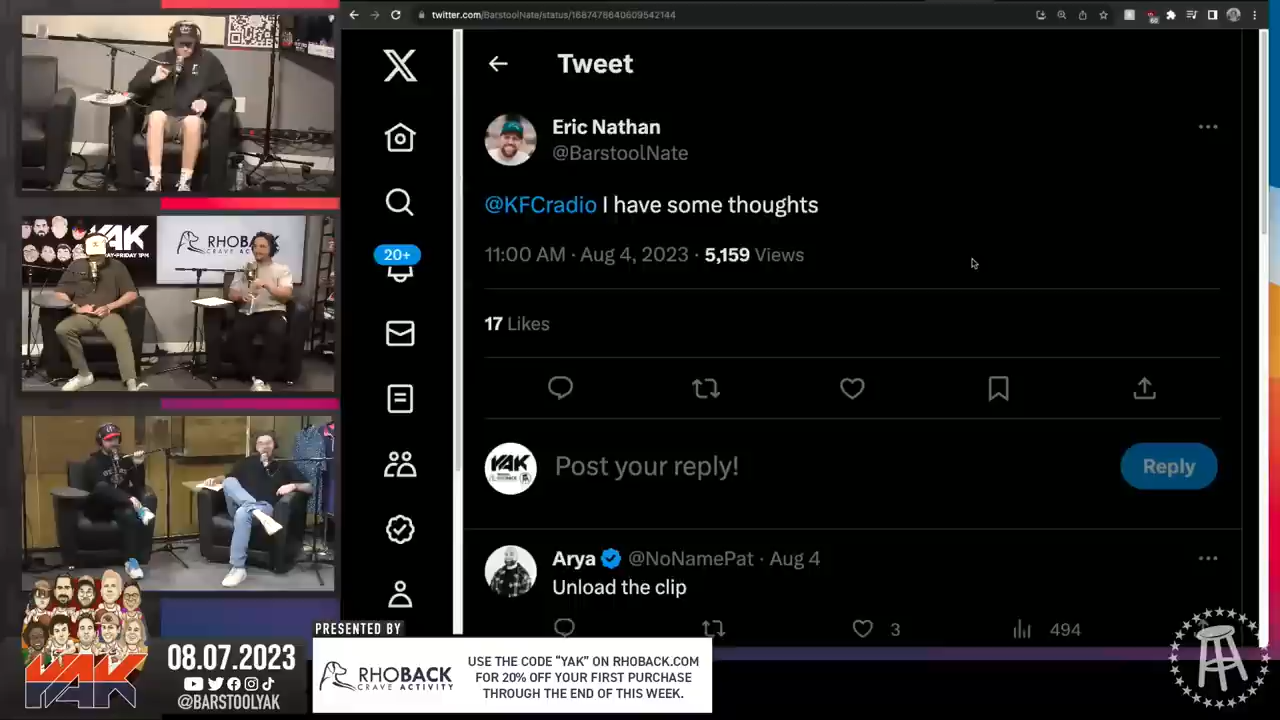 twitter.com/BarstoolNate/status/1687478640609542144
Tweet
Eric Nathan
@BarstoolNate
@KFCradio I have some thoughts
11:00 AM · Aug 4, 2023 · 5,159 Views
17 Likes
20+
YAK
Post your reply!
Reply
Arya @NoNamePat · Aug 4
Unload the clip
3
494
YAK
RHOBACK
CRAVE
YAK
08.07.2023
@BARSTOOLYAK
PRESENTED BY
RHOBACK
CRAVE ACTIVITY
USE THE CODE "YAK" ON RHOBACK.COM
FOR 20% OFF YOUR FIRST PURCHASE
THROUGH THE END OF THIS WEEK.